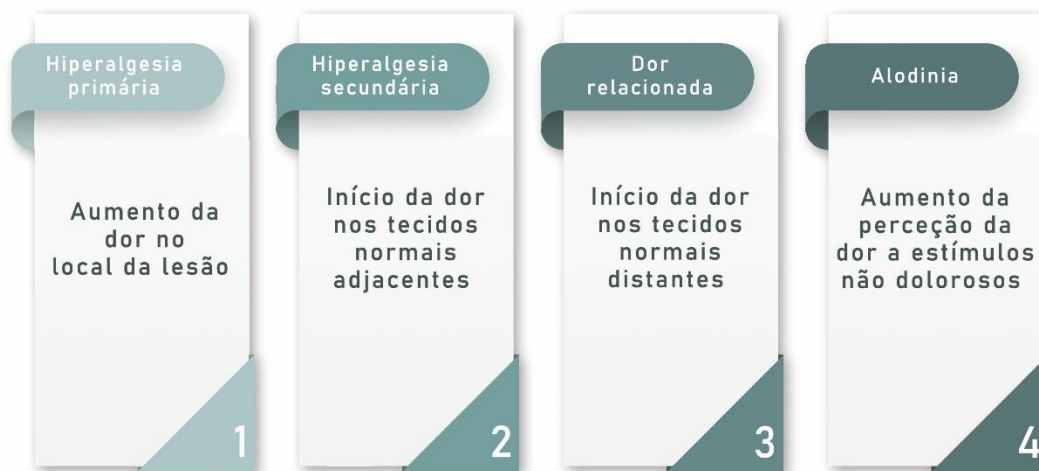 Hiperalgesia
primária
Aumento da
dor no
local da lesão
1
Hiperalgesia
secundária
Início da dor
nos tecidos
normais
adjacentes
2
Dor
relacionada
Início da dor
nos tecidos
normais
distantes
3
Alodinia
Aumento da
perceção da
dor a estímulos
não dolorosos
4